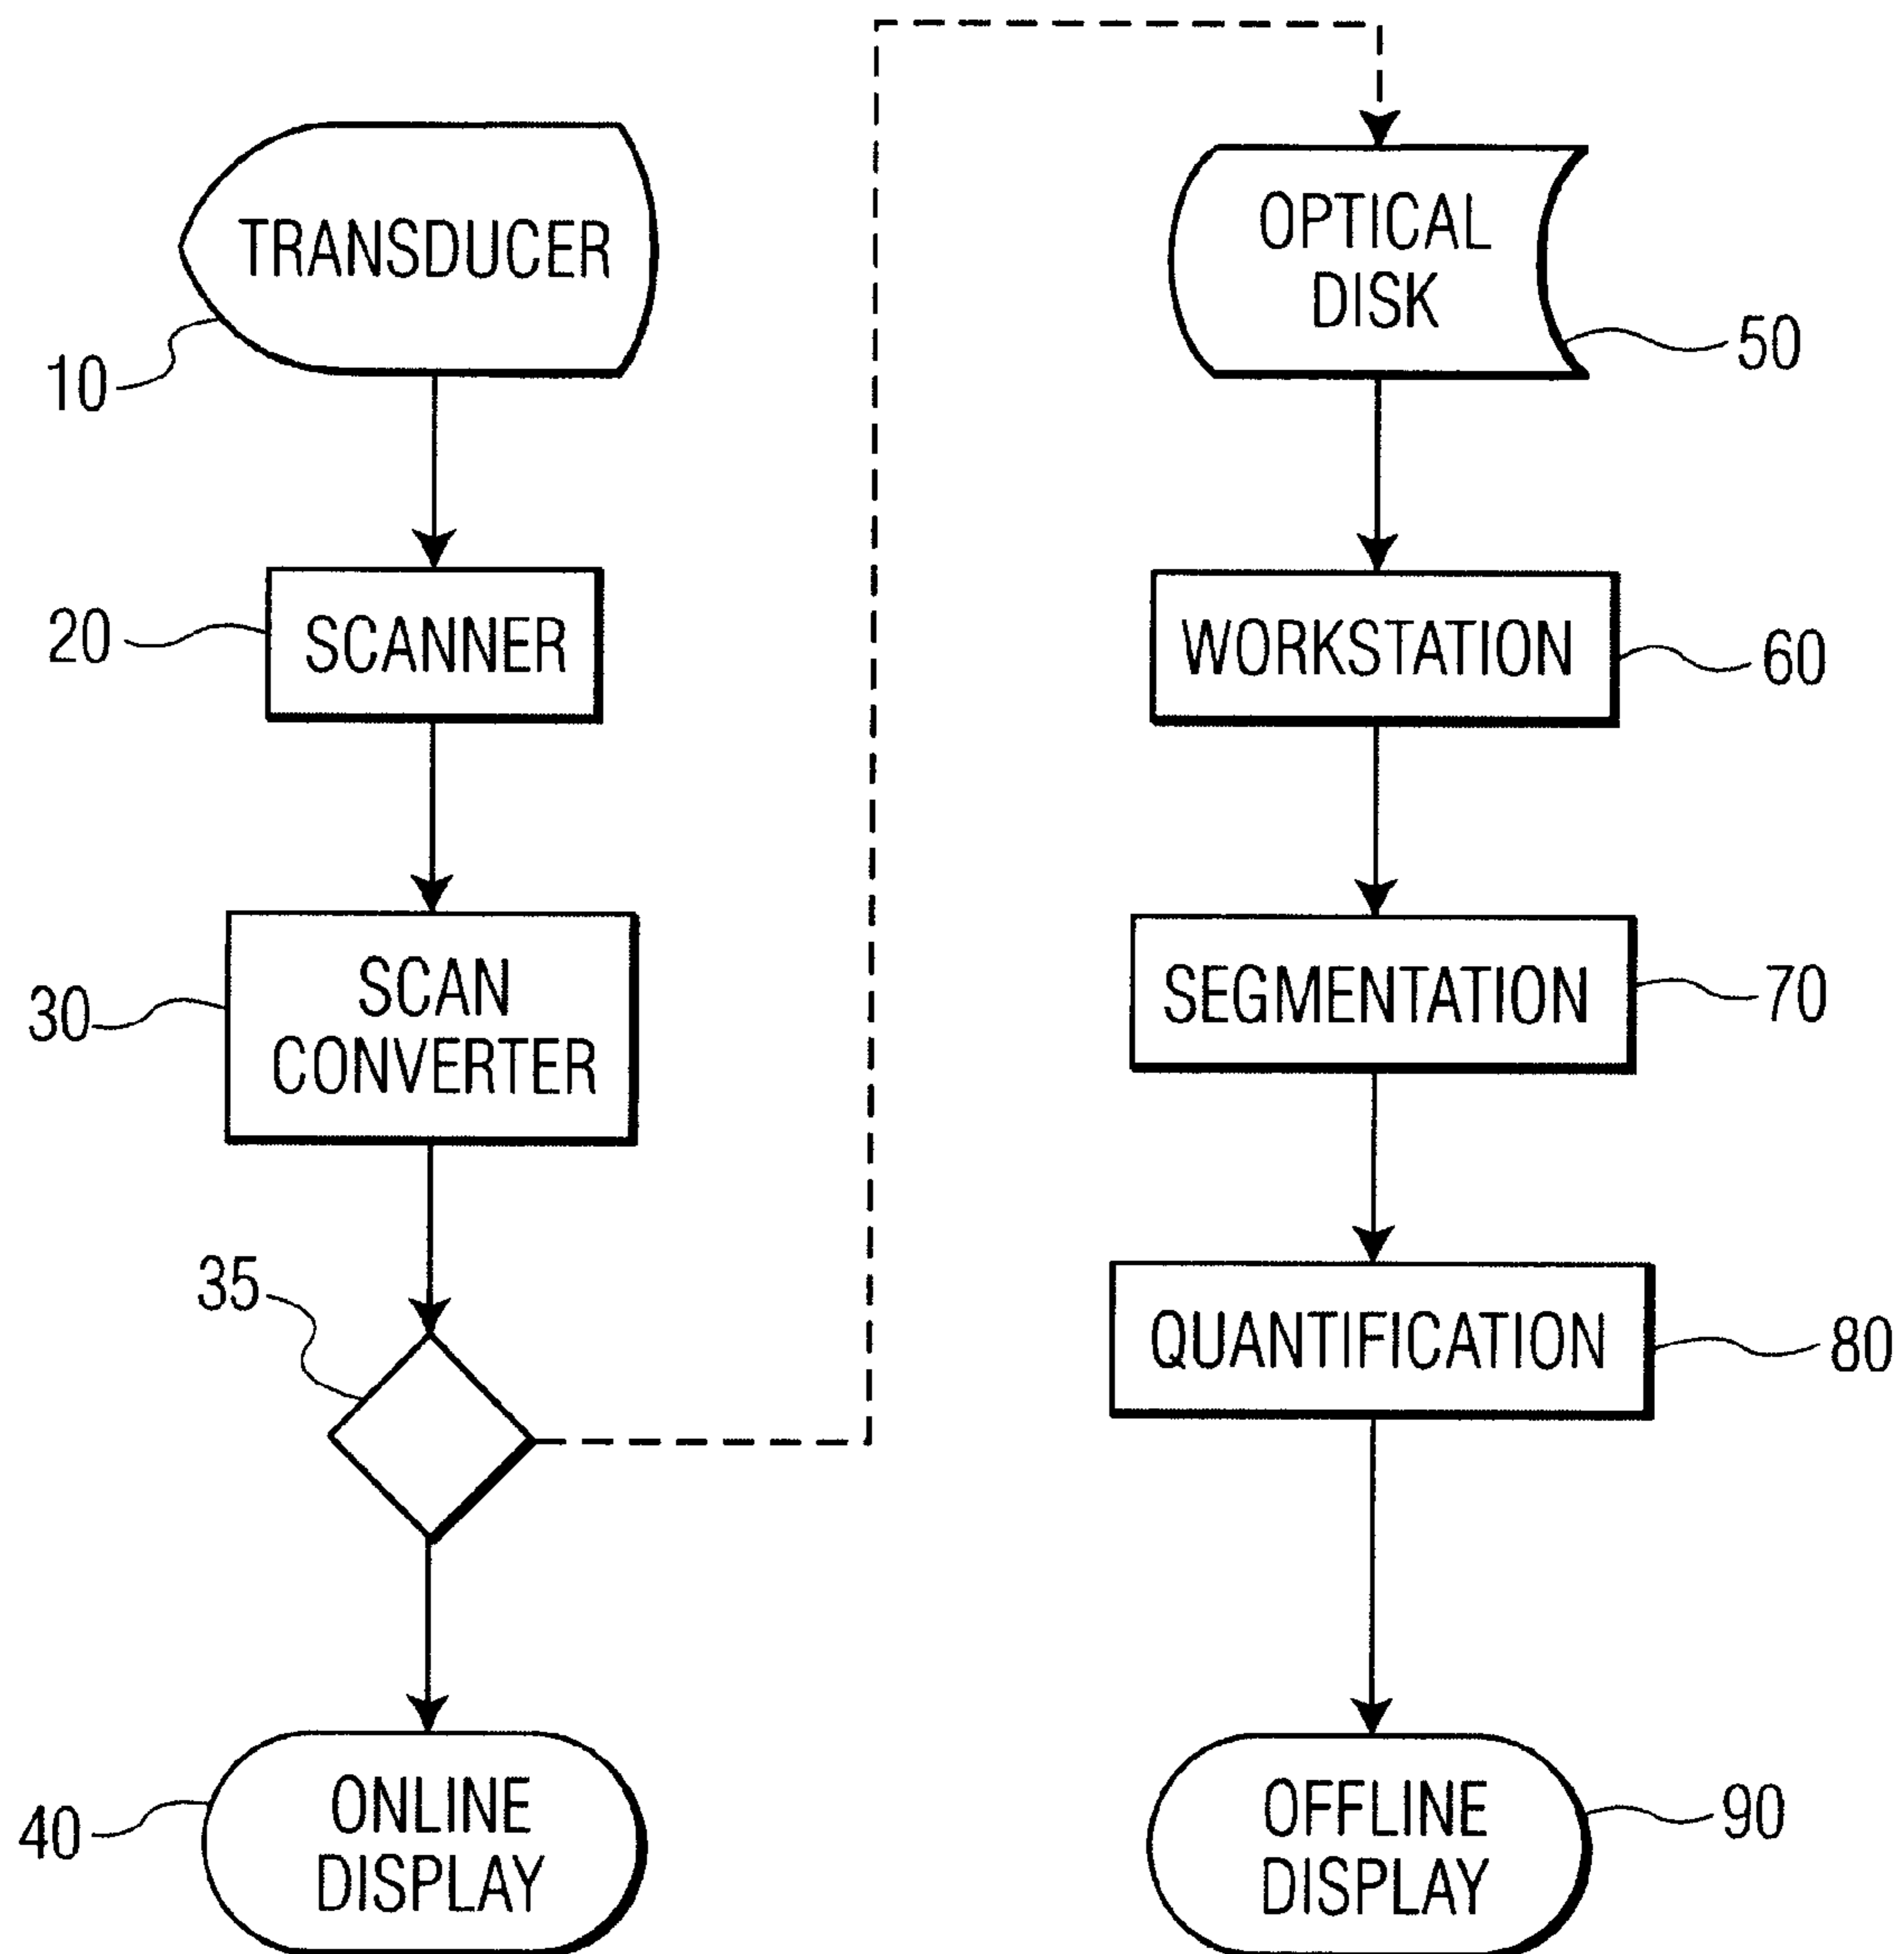 TRANSDUCER
10
SCANNER
20
SCAN
CONVERTER
30
35
ONLINE
DISPLAY
40
OPTICAL
DISK
50
WORKSTATION
60
SEGMENTATION
70
QUANTIFICATION
80
OFFLINE
DISPLAY
90